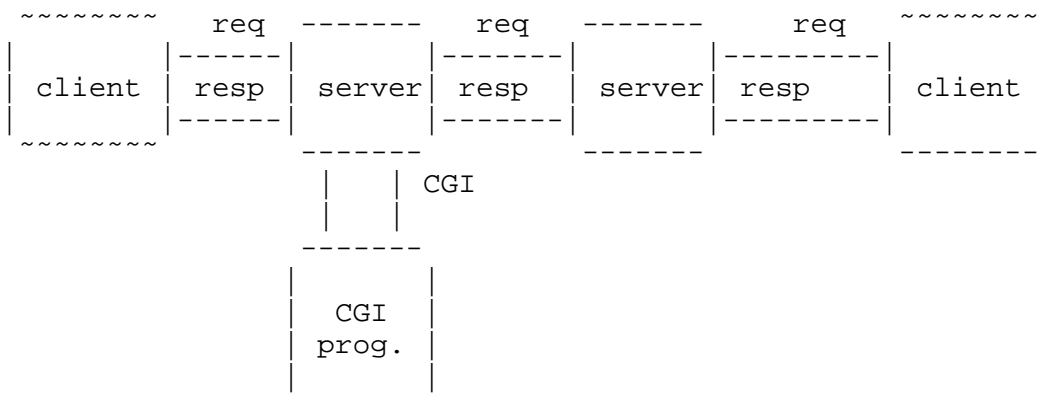 req req req
client resp server resp server resp client
CGI
CGI
prog.